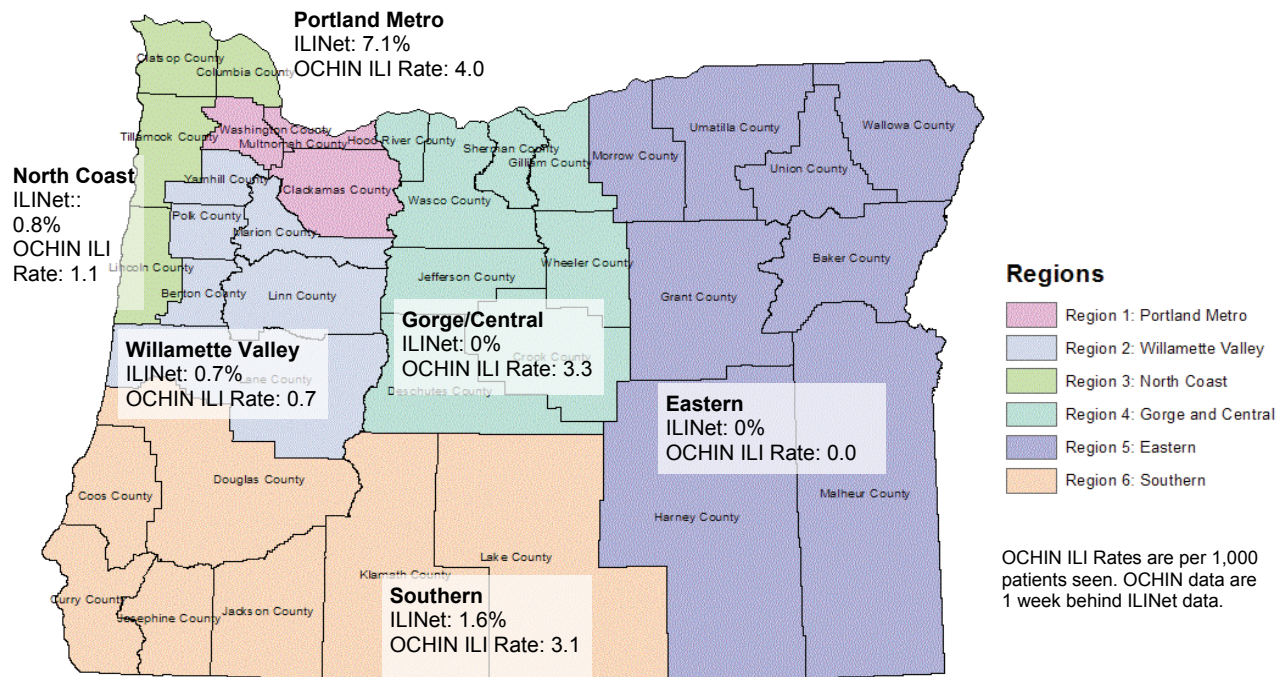 Portland Metro
ILINet: 7.1%
OCHIN ILI Rate: 4.0
Clatsop County
Columbia County
Tillamook County
Washington County
Multnomah County
Hood River County
Sherman County
Gilliam County
Morrow County
Umatilla County
Wallowa County
Union County
North Coast
ILINet::
0.8%
OCHIN ILI
Rate: 1.1
Yamhill County
Clackamas County
Wasco County
Polk County
Marion County
Lincoln County
Benton County
Linn County
Jefferson County
Wheeler County
Grant County
Baker County
Willamette Valley
ILINet: 0.7%
OCHIN ILI Rate: 0.7
Lane County
Gorge/Central
ILINet: 0%
OCHIN ILI Rate: 3.3
Crook County
Deschutes County
Eastern
ILINet: 0%
OCHIN ILI Rate: 0.0
Coos County
Douglas County
Harney County
Malheur County
Curry County
Josephine County
Jackson County
Klamath County
Lake County
Southern
ILINet: 1.6%
OCHIN ILI Rate: 3.1
Regions
Region 1: Portland Metro
Region 2: Willamette Valley
Region 3: North Coast
Region 4: Gorge and Central
Region 5: Eastern
Region 6: Southern
OCHIN ILI Rates are per 1,000
patients seen. OCHIN data are
1 week behind ILINet data.